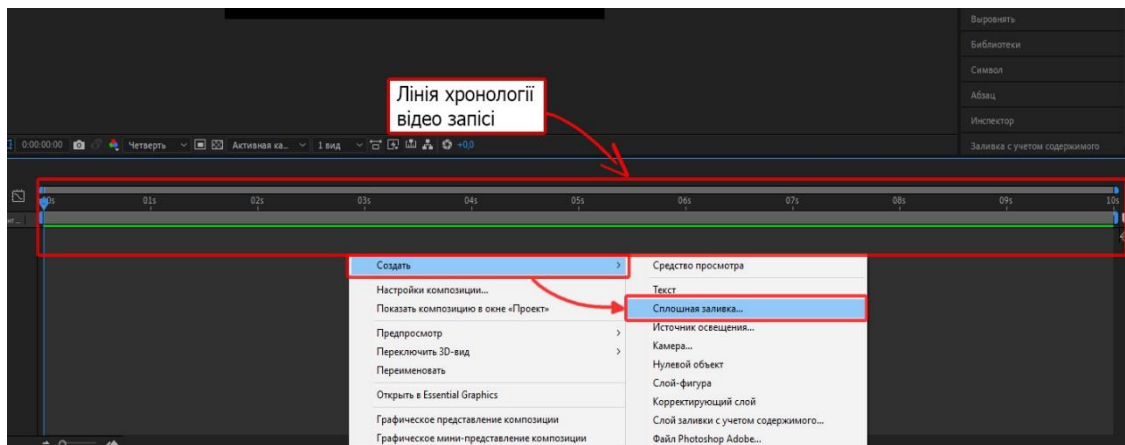 Выровнять
Библиотеки
Символ
Абзац
Инспектор
Заливка с учетом содержимого
Лінія хронології
відео запісі
0:00:00:00 Четверть Активная ка... 1 вид +0,0
00s 01s 02s 03s 04s 05s 06s 07s 08s 09s 10s
Создать
Настройки композиции...
Показать композицию в окне «Проект»
Предпросмотр
Переключить 3D-вид
Переименовать
Открыть в Essential Graphics
Графическое представление композиции
Графическое мини-представление композиции
Средство просмотра
Текст
Сплошная заливка...
Источник освещения...
Камера...
Нулевой объект
Слой-фигура
Корректирующий слой
Слой заливки с учетом содержимого...
Файл Photoshop Adobe...